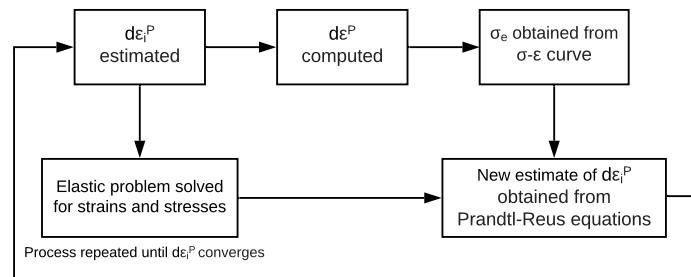 dεᵢᴾ
estimated
dεᴾ
computed
σₑ obtained from
σ-ε curve
Elastic problem solved
for strains and stresses
New estimate of dεᵢᴾ
obtained from
Prandtl-Reus equations
Process repeated until dεᵢᴾ converges